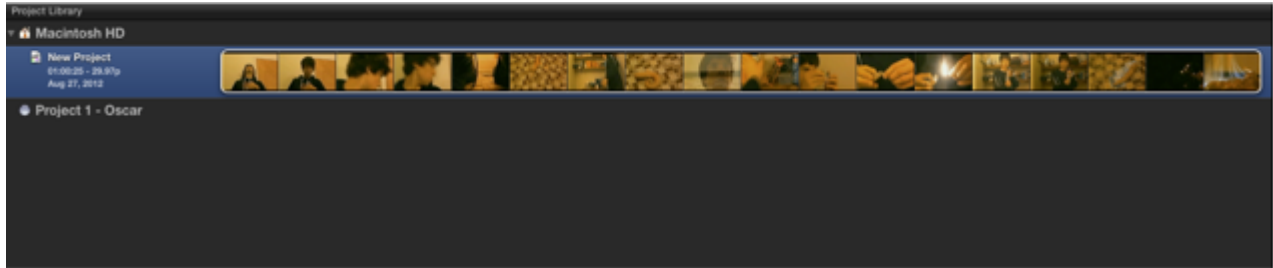 Project Library
Macintosh HD
New Project
01:00:25 - 29.97p
Aug 27, 2012
Project 1 - Oscar